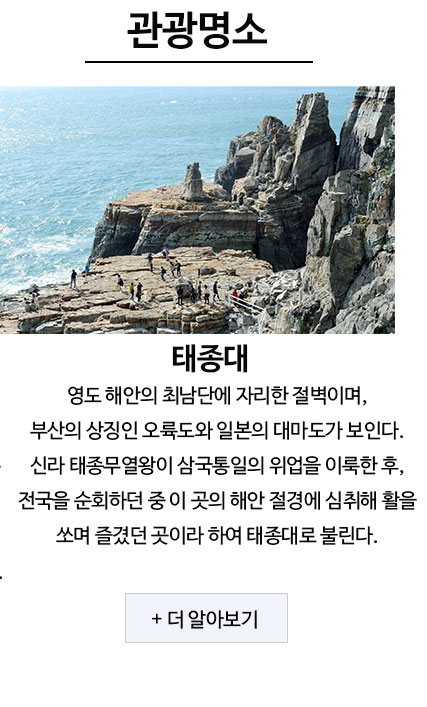 관광명소
태종대
영도 해안의 최남단에 자리한 절벽이며,
부산의 상징인 오륙도와 일본의 대마도가 보인다.
신라 태종무열왕이 삼국통일의 위업을 이룩한 후,
전국을 순회하던 중 이 곳의 해안 절경에 심취해 활을
쏘며 즐겼던 곳이라 하여 태종대로 불린다.
+ 더 알아보기